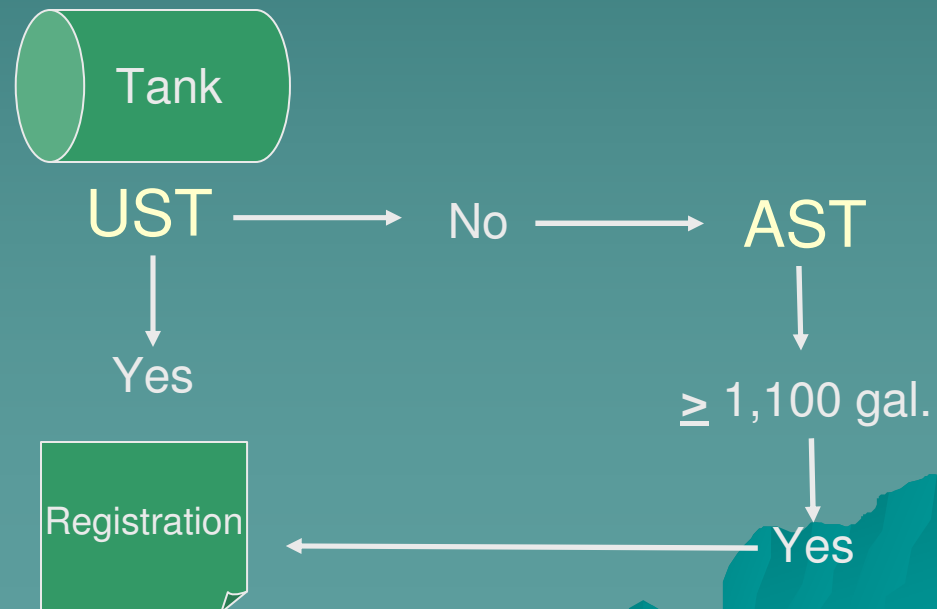 Tank
UST
No
AST
Yes
≥ 1,100 gal.
Registration
Yes